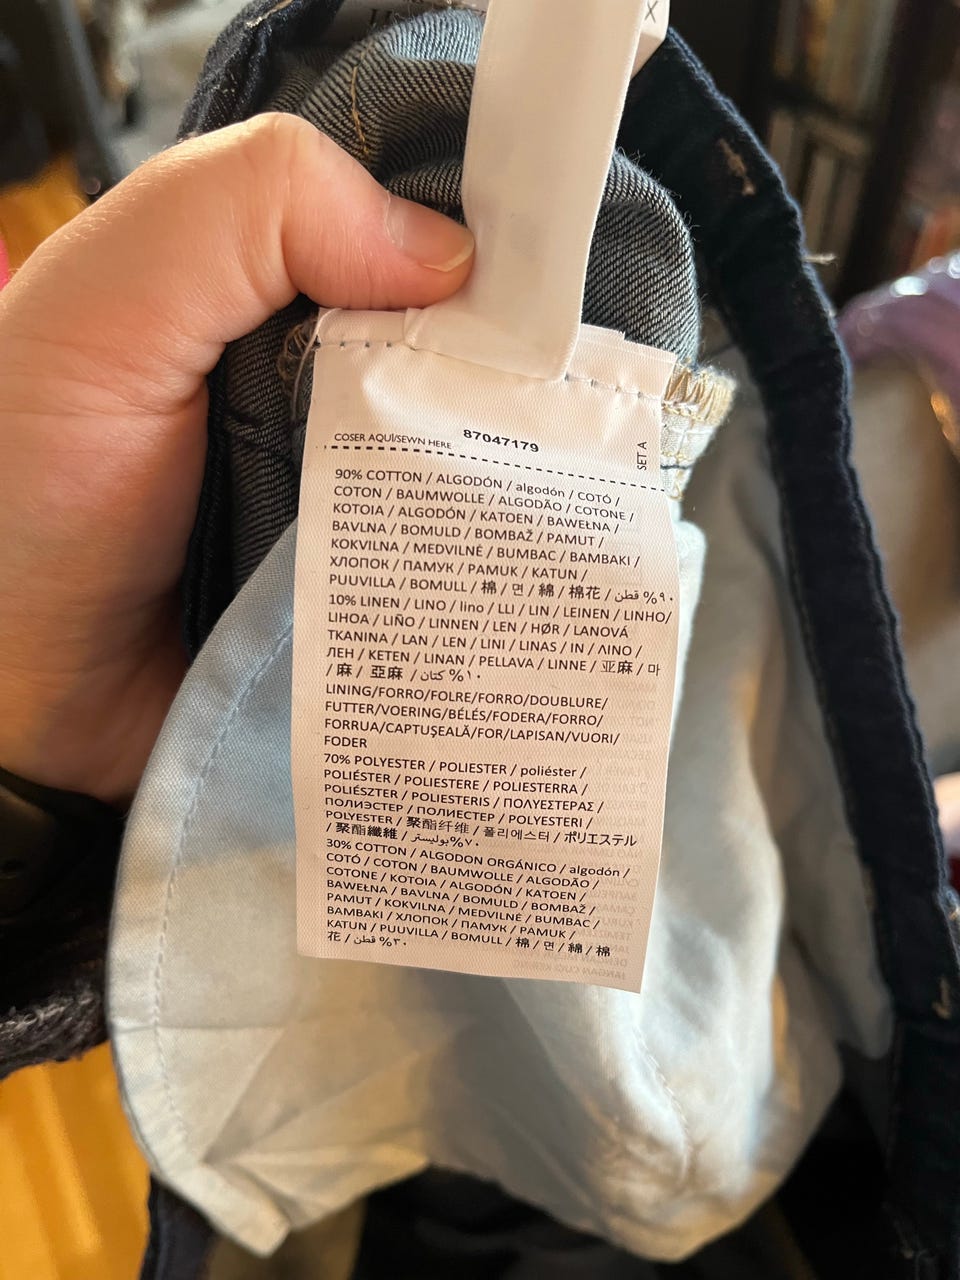 X
COSER AQUÍ/SEWN HERE 87047179
SET A
90% COTTON / ALGODÓN / algodón / COTÓ /
COTON / BAUMWOLLE / ALGODÃO / COTONE /
KOTOIA / ALGODÓN / KATOEN / BAWEŁNA /
BAVLNA / BOMULD / BOMBAŽ / PAMUT /
KOKVILNA / MEDVILNĖ / BUMBAC / ΒΑΜΒΑΚΙ /
ХЛОПОК / ПАМУК / PAMUK / KATUN /
PUUVILLA / BOMULL / 棉 / 면 / 綿 / 棉花 / قطن %٩٠
10% LINEN / LINO / lino / LLI / LIN / LEINEN / LINHO/
LIHOA / LIÑO / LINNEN / LEN / HØR / LANOVÁ
TKANINA / LAN / LEN / LINI / LINAS / IN / ΛΙΝΟ /
ЛЕН / KETEN / LINAN / PELLAVA / LINNE / 亚麻 / 마
/ 麻 / 亞麻 / كتان %١٠
LINING/FORRO/FOLRE/FORRO/DOUBLURE/
FUTTER/VOERING/BÉLÉS/FODERA/FORRO/
FORRUA/CAPTUŞEALĂ/FOR/LAPISAN/VUORI/
FODER
70% POLYESTER / POLIESTER / poliéster /
POLIÉSTER / POLIESTERE / POLIESTERRA /
POLIÉSZTER / POLIESTERIS / ΠΟΛΥΕΣΤΕΡΑΣ /
ПОЛИЭСТЕР / ПОЛИЕСТЕР / POLYESTERI /
POLYESTER / 聚酯纤维 / 폴리에스터 / ポリエステル
/ 聚酯纖維 / بوليستر%٧٠
30% COTTON / ALGODON ORGÁNICO / algodón /
COTÓ / COTON / BAUMWOLLE / ALGODÃO /
COTONE / KOTOIA / ALGODÓN / KATOEN /
BAWEŁNA / BAVLNA / BOMULD / BOMBAŽ /
PAMUT / KOKVILNA / MEDVILNĖ / BUMBAC /
ΒΑΜΒΑΚΙ / ХЛОПОК / ПАМУК / PAMUK /
KATUN / PUUVILLA / BOMULL / 棉 / 면 / 綿 / 棉
花 / قطن %٣٠